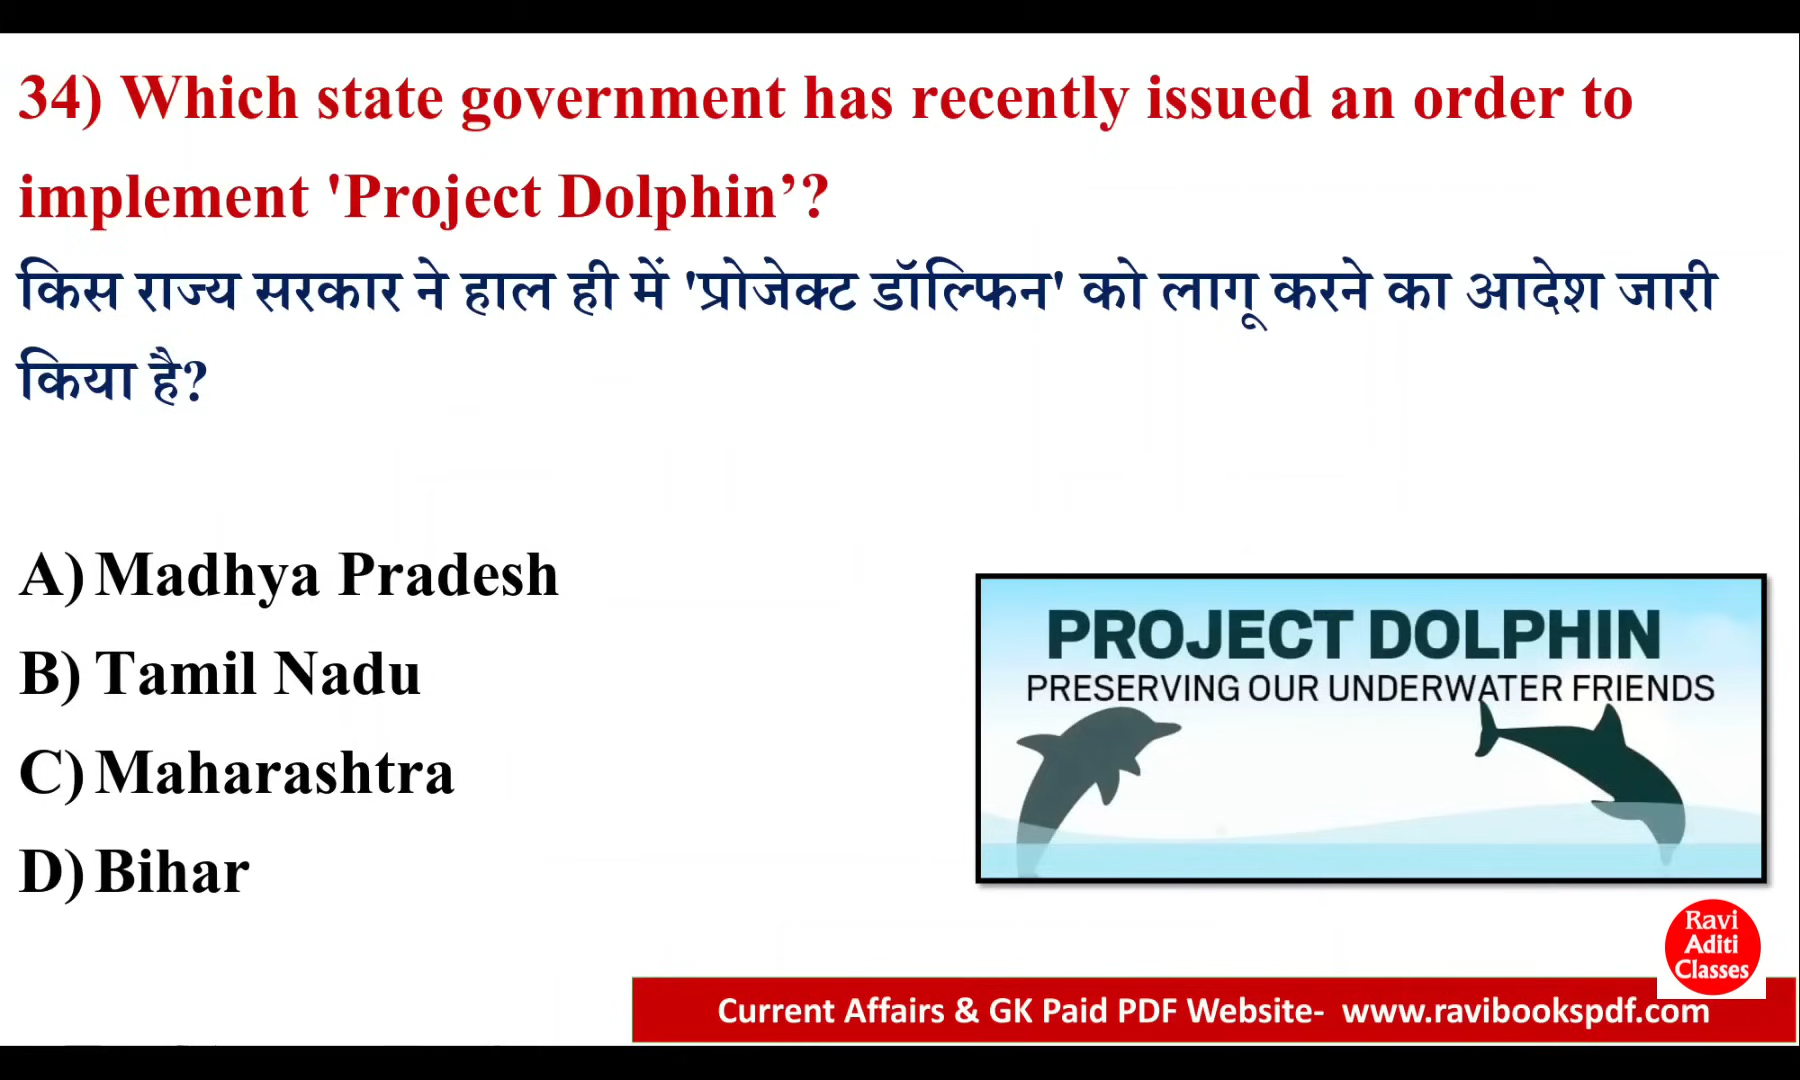 34) Which state government has recently issued an order to
implement 'Project Dolphin’?
किस राज्य सरकार ने हाल ही में 'प्रोजेक्ट डॉल्फिन' को लागू करने का आदेश जारी
किया है?
A) Madhya Pradesh
B) Tamil Nadu
C) Maharashtra
D) Bihar
PROJECT DOLPHIN
PRESERVING OUR UNDERWATER FRIENDS
Ravi
Aditi
Classes
Current Affairs & GK Paid PDF Website- www.ravibookspdf.com